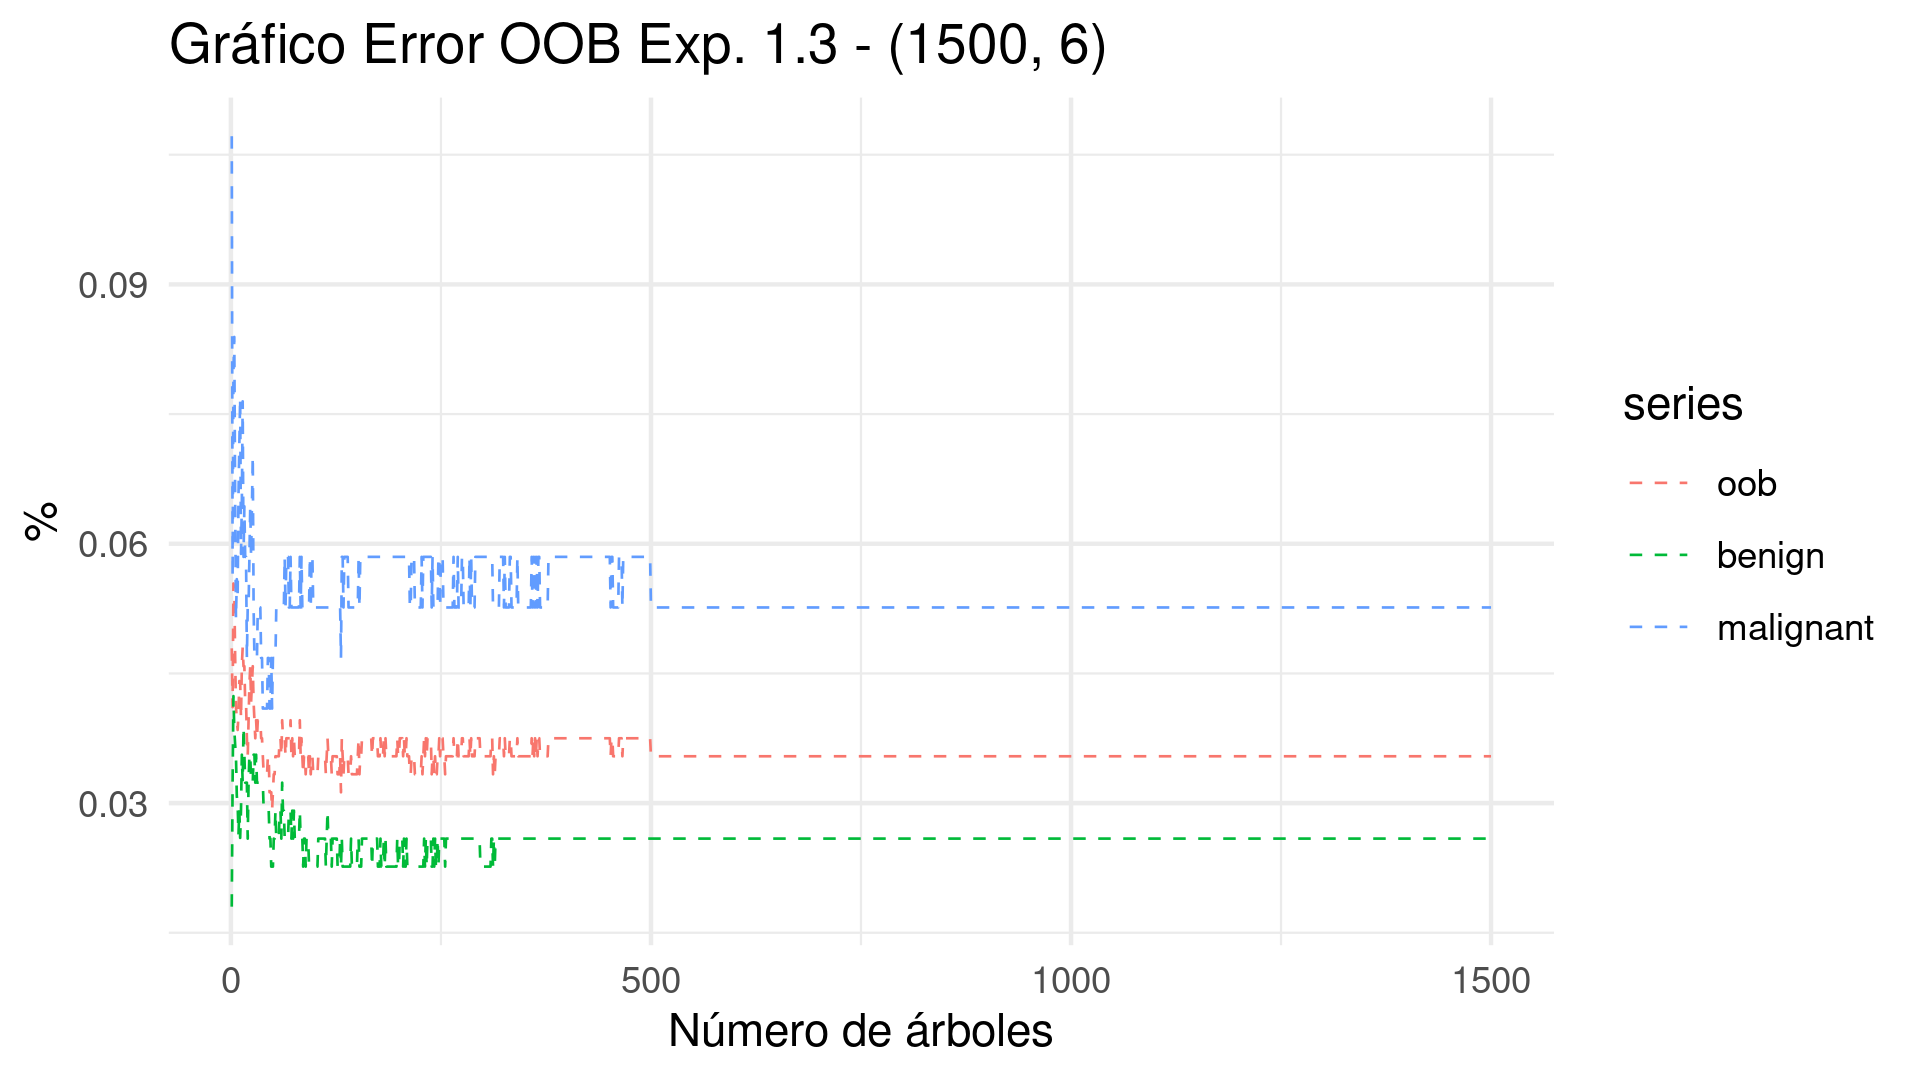 Gráfico Error OOB Exp. 1.3 - (1500, 6)
%
0.09
0.06
0.03
0
500
1000
1500
Número de árboles
series
oob
benign
malignant